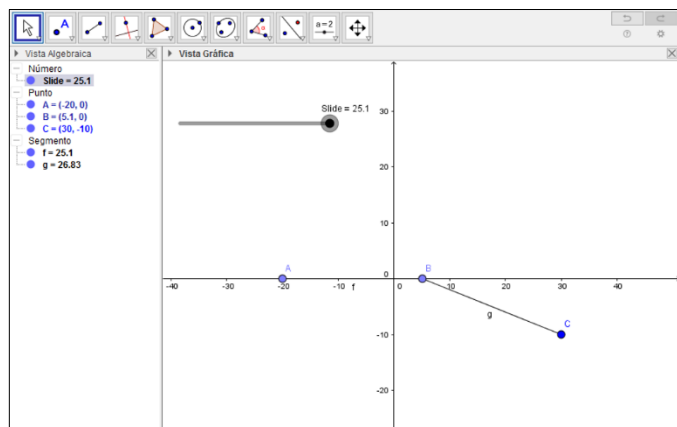 a=2
Vista Algebraica
Vista Gráfica
Número
Slide = 25.1
Punto
A = (-20, 0)
B = (5.1, 0)
C = (30, -10)
Segmento
f = 25.1
g = 26.83
A
Slide = 25.1
30
20
10
0
A
B
-40
-30
-20
-10
f
0
10
20
30
40
g
C
-10
-20